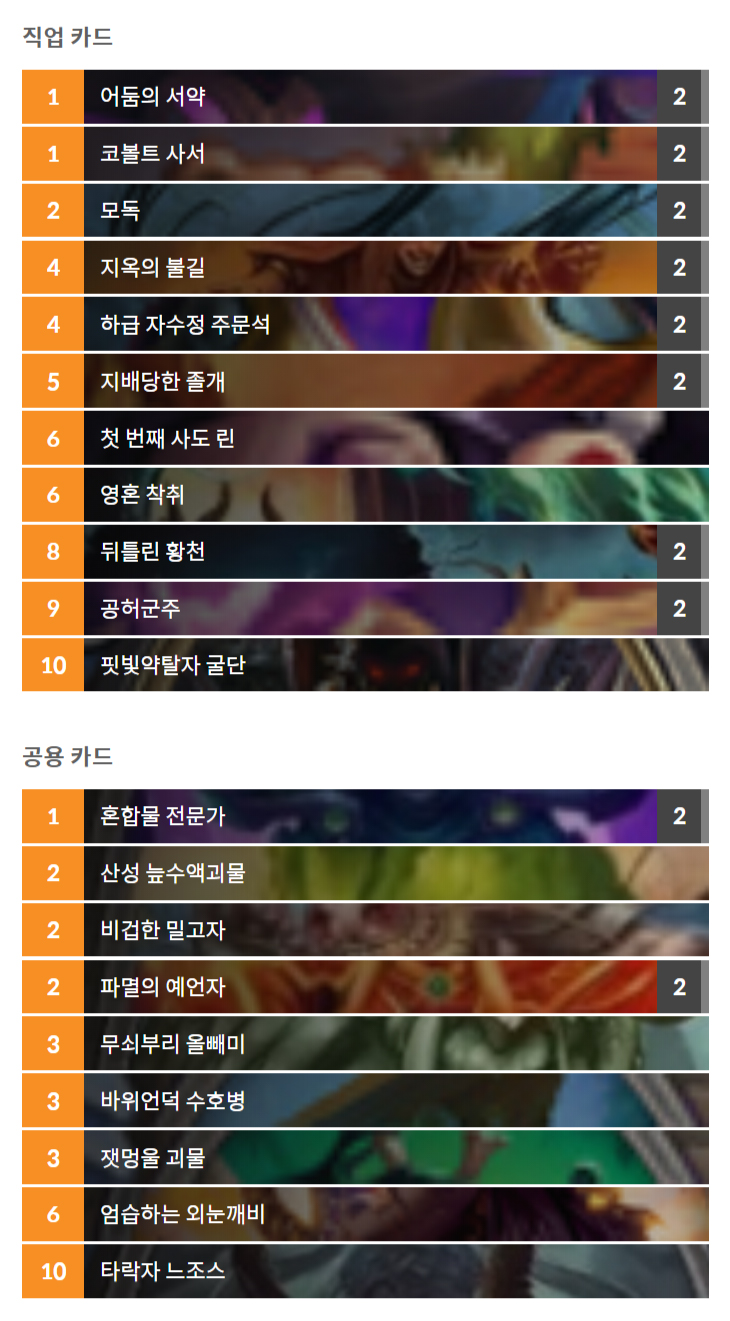 직업 카드
1 어둠의 서약 2
1 코볼트 사서 2
2 모독 2
4 지옥의 불길 2
4 하급 자수정 주문석 2
5 지배당한 졸개 2
6 첫 번째 사도 린
6 영혼 착취
8 뒤틀린 황천 2
9 공허군주 2
10 핏빛약탈자 굴단
공용 카드
1 혼합물 전문가 2
2 산성 늪수액괴물
2 비겁한 밀고자
2 파멸의 예언자 2
3 무쇠부리 올빼미
3 바위언덕 수호병
3 잿멍울 괴물
6 엄습하는 외눈깨비
10 타락자 느조스